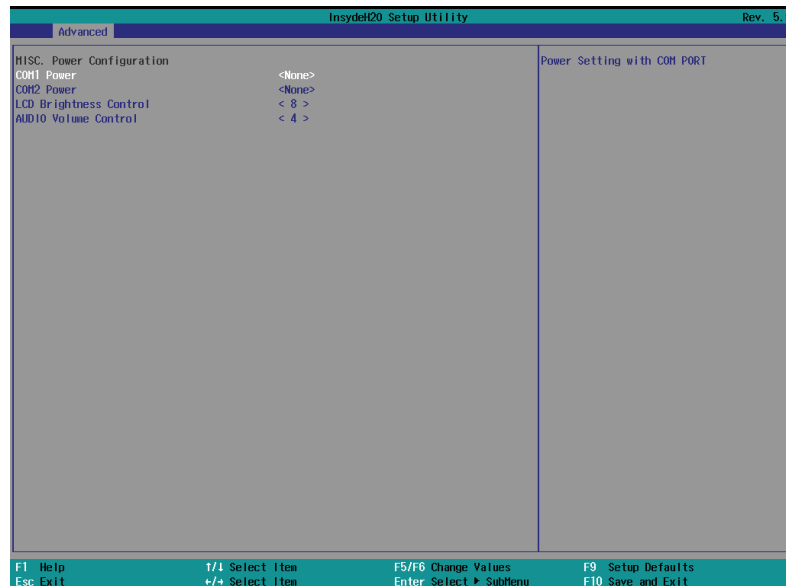 InsydeH20 Setup Utility Rev. 5.
Advanced
MISC. Power Configuration
COM1 Power <None>
COM2 Power <None>
LCD Brightness Control < 8 >
AUDIO Volume Control < 4 >
Power Setting with COM PORT
F1 Help ↑/↓ Select Item F5/F6 Change Values F9 Setup Defaults
Esc Exit ←/→ Select Item Enter Select ▶ SubMenu F10 Save and Exit